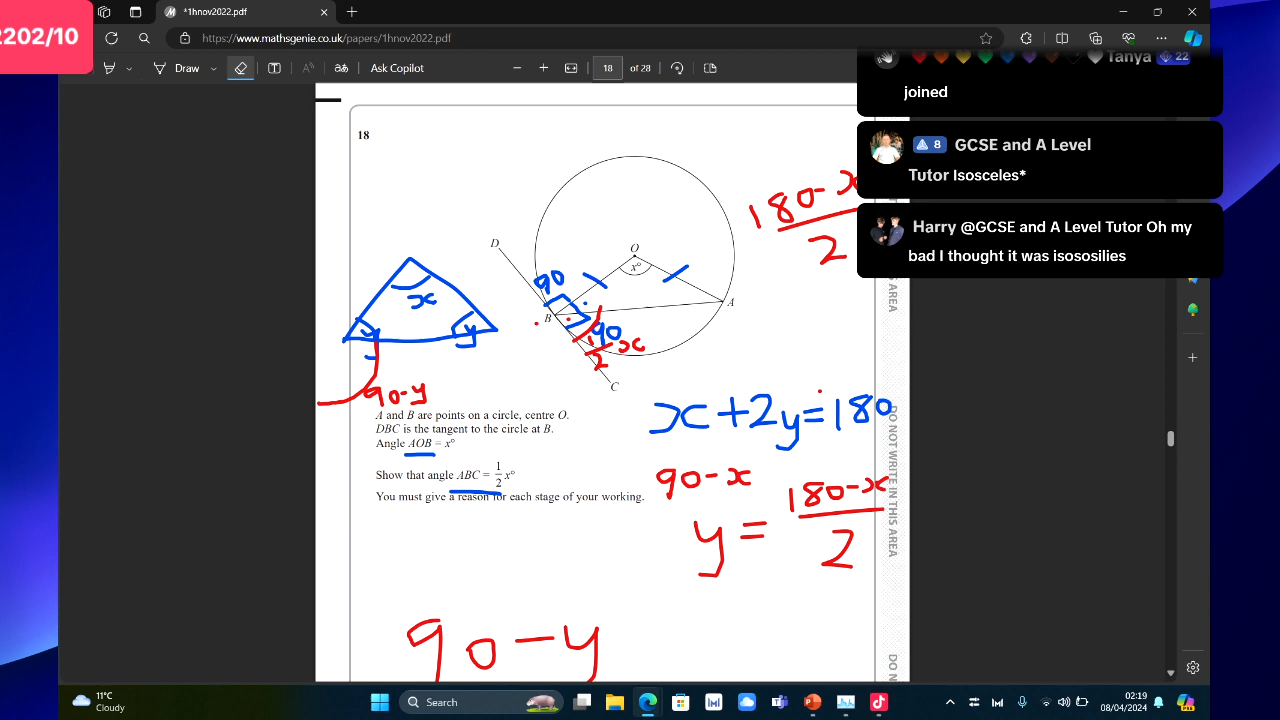 2202/10
*1hnov2022.pdf
https://www.mathsgenie.co.uk/papers/1hnov2022.pdf
Draw
Ask Copilot
18
of 28
Tanya 22
joined
8 GCSE and A Level
Tutor Isosceles*
Harry @GCSE and A Level Tutor Oh my
bad I thought it was isososilies
18
180-x
2
D
O
x°
90
B
A
90
1
2
x
C
x
y
y
90-y
A and B are points on a circle, centre O.
DBC is the tangent to the circle at B.
Angle AOB = x°
Show that angle ABC = 1/2 x°
You must give a reason for each stage of your working.
x+2y=180
90-x
y= 180-x
2
90-y
S AREA
DO NOT WRITE IN THIS AREA
DO N
11°C
Cloudy
Search
02:19
08/04/2024